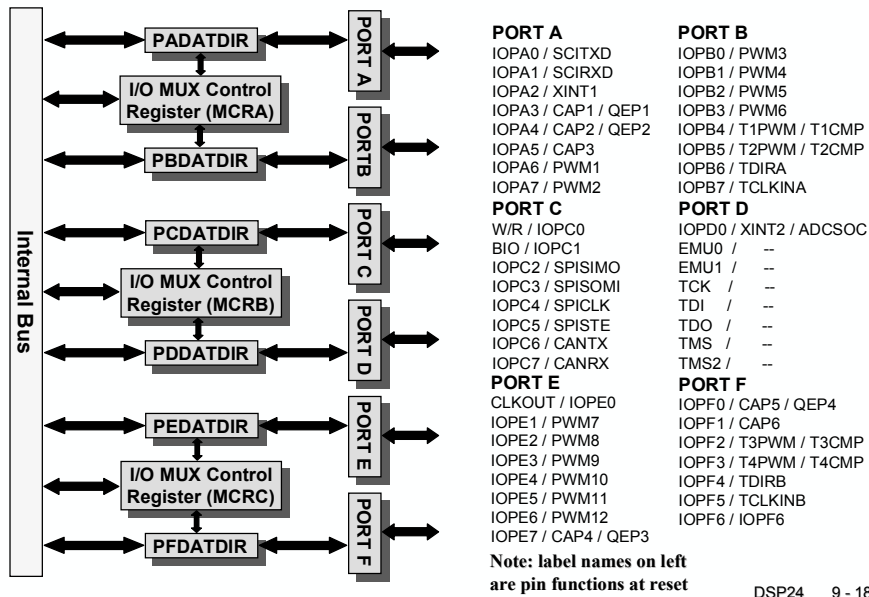 Internal Bus
PADATDIR
PORT A
I/O MUX Control
Register (MCRA)
PBDATDIR
PORTB
PCDATDIR
PORT C
I/O MUX Control
Register (MCRB)
PDDATDIR
PORT D
PEDATDIR
PORT E
I/O MUX Control
Register (MCRC)
PFDATDIR
PORT F
PORT A
IOPA0 / SCITXD
IOPA1 / SCIRXD
IOPA2 / XINT1
IOPA3 / CAP1 / QEP1
IOPA4 / CAP2 / QEP2
IOPA5 / CAP3
IOPA6 / PWM1
IOPA7 / PWM2
PORT B
IOPB0 / PWM3
IOPB1 / PWM4
IOPB2 / PWM5
IOPB3 / PWM6
IOPB4 / T1PWM / T1CMP
IOPB5 / T2PWM / T2CMP
IOPB6 / TDIRA
IOPB7 / TCLKINA
PORT C
W/R / IOPC0
BIO / IOPC1
IOPC2 / SPISIMO
IOPC3 / SPISOMI
IOPC4 / SPICLK
IOPC5 / SPISTE
IOPC6 / CANTX
IOPC7 / CANRX
PORT D
IOPD0 / XINT2 / ADCSOC
EMU0 / --
EMU1 / --
TCK / --
TDI / --
TDO / --
TMS / --
TMS2 / --
PORT E
CLKOUT / IOPE0
IOPE1 / PWM7
IOPE2 / PWM8
IOPE3 / PWM9
IOPE4 / PWM10
IOPE5 / PWM11
IOPE6 / PWM12
IOPE7 / CAP4 / QEP3
PORT F
IOPF0 / CAP5 / QEP4
IOPF1 / CAP6
IOPF2 / T3PWM / T3CMP
IOPF3 / T4PWM / T4CMP
IOPF4 / TDIRB
IOPF5 / TCLKINB
IOPF6 / IOPF6
Note: label names on left
are pin functions at reset
DSP24 9 - 18